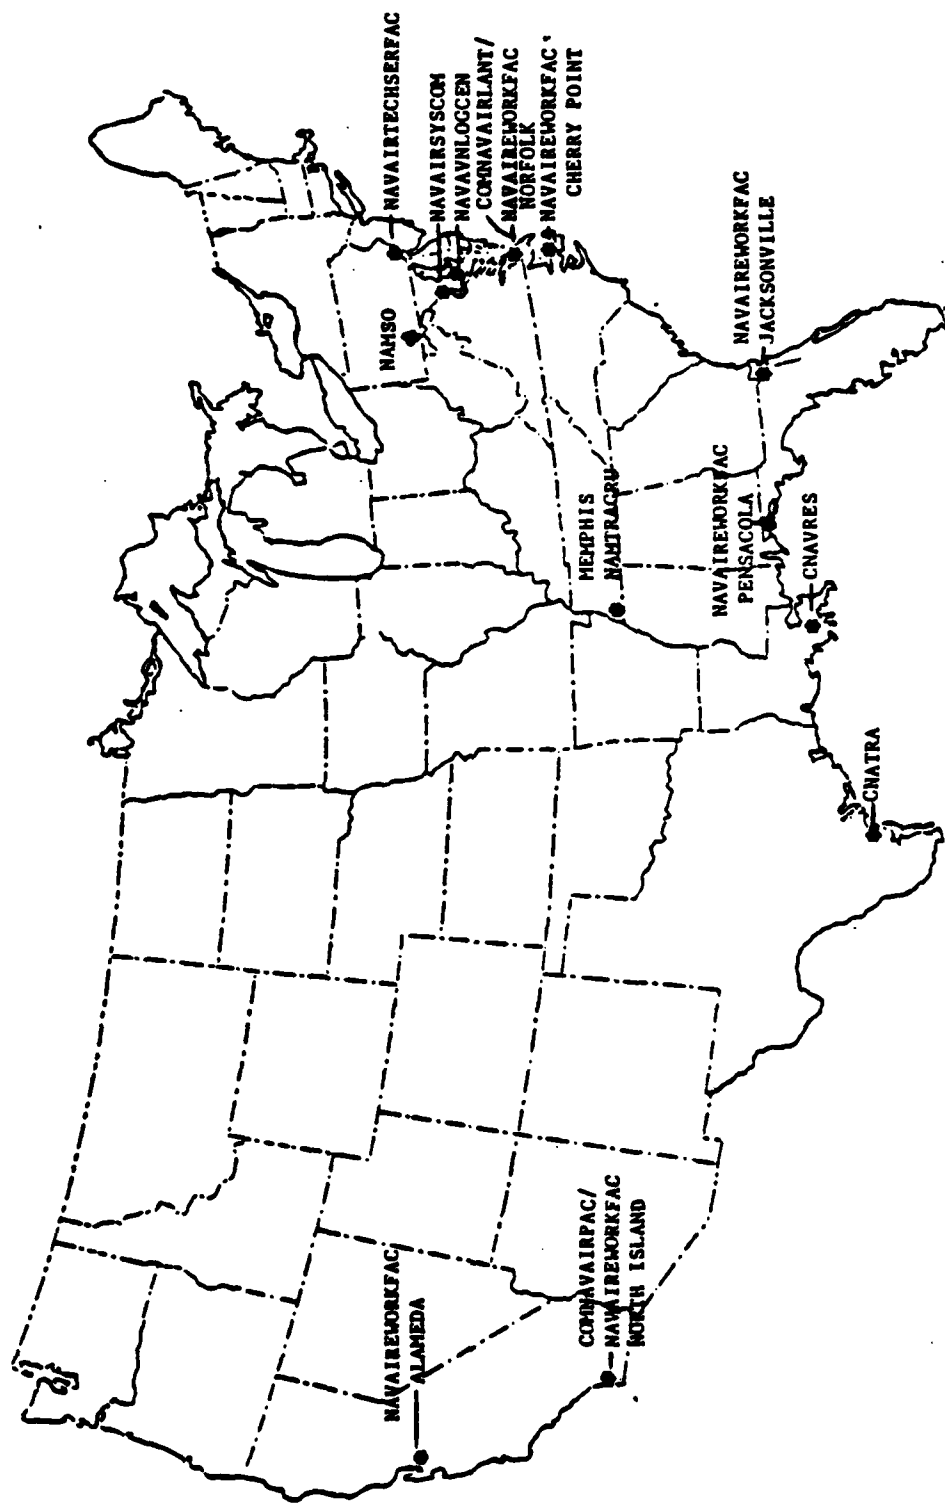 NAVAIRTECHSERFAC
NAVAIRSYSCOM
NAVAVNLOGCEN
COMNAVAIRLANT/
NAVAIREWORKFAC
NORFOLK
NAVAIREWORKFAC
CHERRY POINT
NAMSO
NAVAIREWORKFAC
JACKSONVILLE
MEMPHIS
NAMTRAGRU
NAVAIREWORKFAC
PENSACOLA
CNAVRES
CNATRA
NAVAIREWORKFAC
ALAMEDA
COMNAVAIRPAC/
NAVAIREWORKFAC
NORTH ISLAND